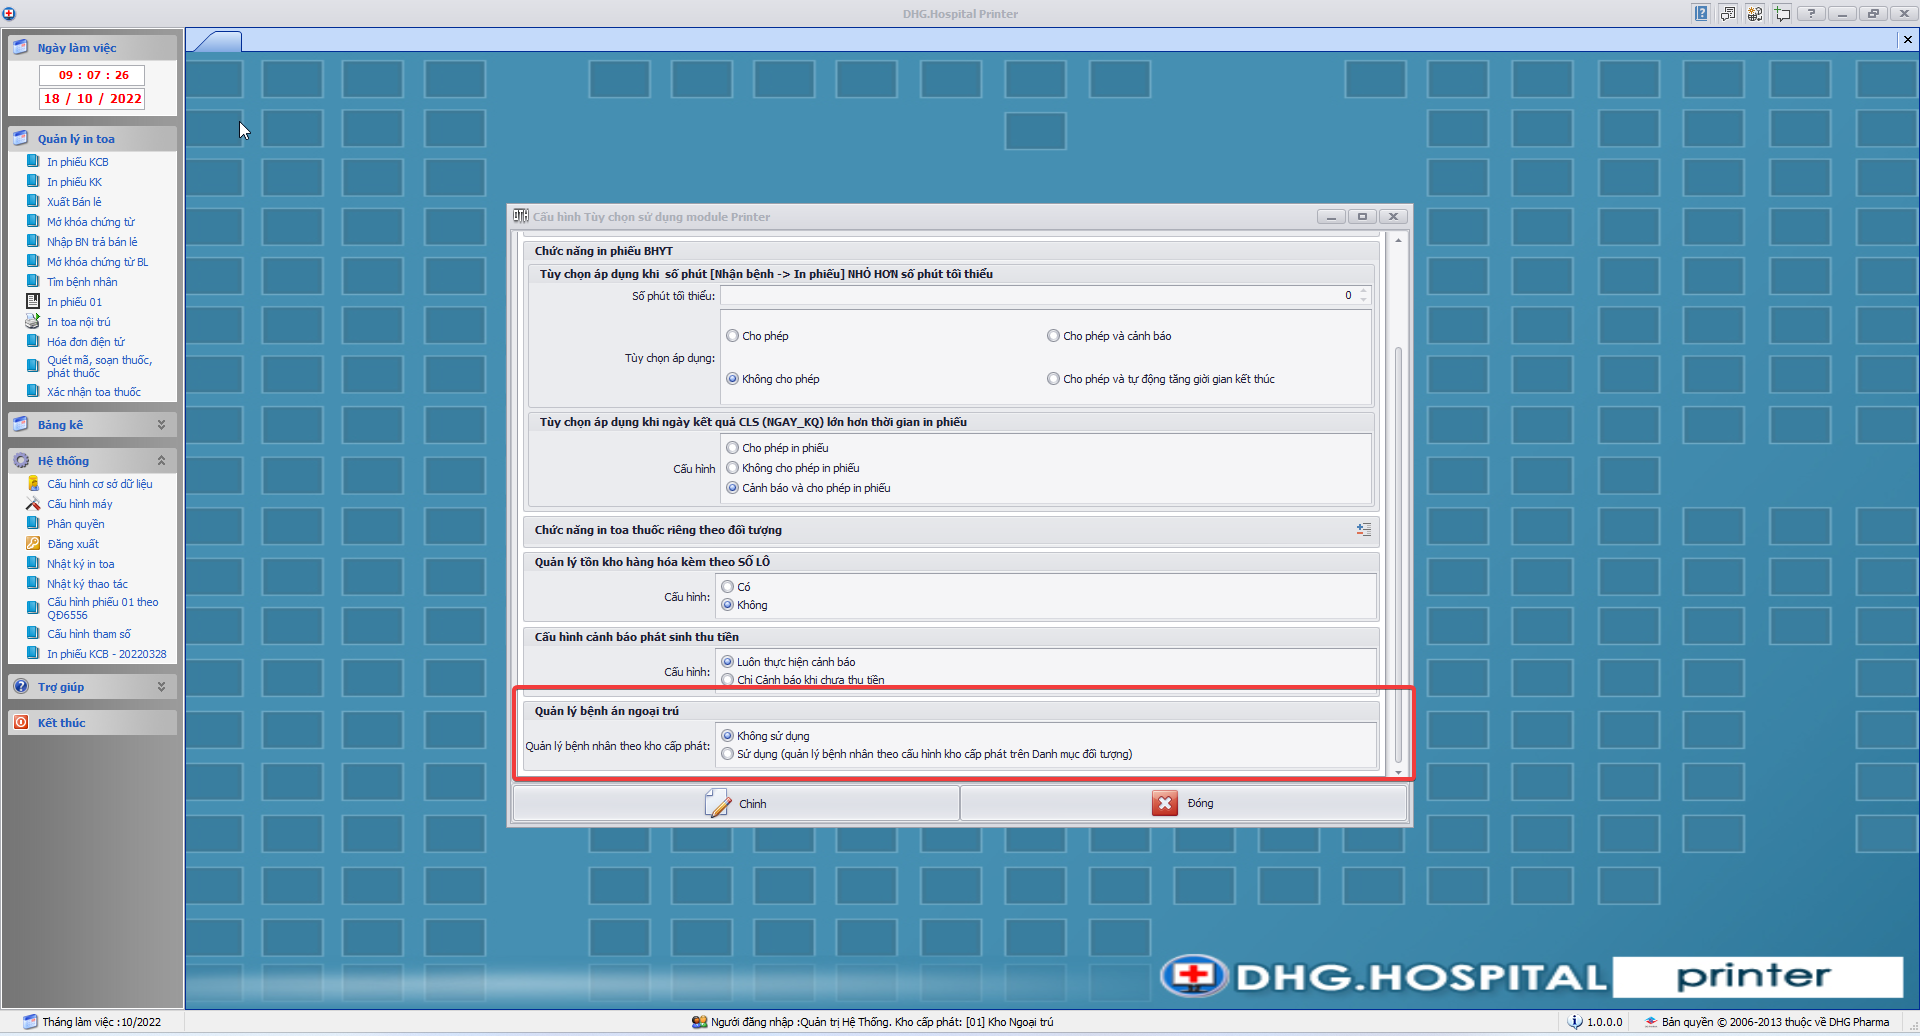 DHG.Hospital Printer
Ngày làm việc
09 : 07 : 26
18 / 10 / 2022
Quản lý in toa
In phiếu KCB
In phiếu KK
Xuất Bán lẻ
Mở khóa chứng từ
Nhập BN trả bán lẻ
Mở khóa chứng từ BL
Tìm bệnh nhân
In phiếu 01
In toa nội trú
Hóa đơn điện tử
Quét mã, soạn thuốc,
phát thuốc
Xác nhận toa thuốc
Bảng kê
Hệ thống
Cấu hình cơ sở dữ liệu
Cấu hình máy
Phân quyền
Đăng xuất
Nhật ký in toa
Nhật ký thao tác
Cấu hình phiếu 01 theo
QĐ6556
Cấu hình tham số
In phiếu KCB - 20220328
Trợ giúp
Kết thúc
Cấu hình Tùy chọn sử dụng module Printer
Chức năng in phiếu BHYT
Tùy chọn áp dụng khi số phút [Nhận bệnh -> In phiếu] NHỎ HƠN số phút tối thiểu
Số phút tối thiểu: 0
Tùy chọn áp dụng:
Cho phép
Cho phép và cảnh báo
Không cho phép
Cho phép và tự động tăng giời gian kết thúc
Tùy chọn áp dụng khi ngày kết quả CLS (NGAY_KQ) lớn hơn thời gian in phiếu
Cấu hình
Cho phép in phiếu
Không cho phép in phiếu
Cảnh báo và cho phép in phiếu
Chức năng in toa thuốc riêng theo đối tượng
Quản lý tồn kho hàng hóa kèm theo SỐ LÔ
Cấu hình:
Có
Không
Cấu hình cảnh báo phát sinh thu tiền
Cấu hình:
Luôn thực hiện cảnh báo
Chỉ Cảnh báo khi chưa thu tiền
Quản lý bệnh án ngoại trú
Quản lý bệnh nhân theo kho cấp phát:
Không sử dụng
Sử dụng (quản lý bệnh nhân theo cấu hình kho cấp phát trên Danh mục đối tượng)
Chỉnh
Đóng
DHG.HOSPITAL printer
Tháng làm việc :10/2022
Người đăng nhập :Quản trị Hệ Thống. Kho cấp phát: [01] Kho Ngoại trú
1.0.0.0
Bản quyền © 2006-2013 thuộc về DHG Pharma